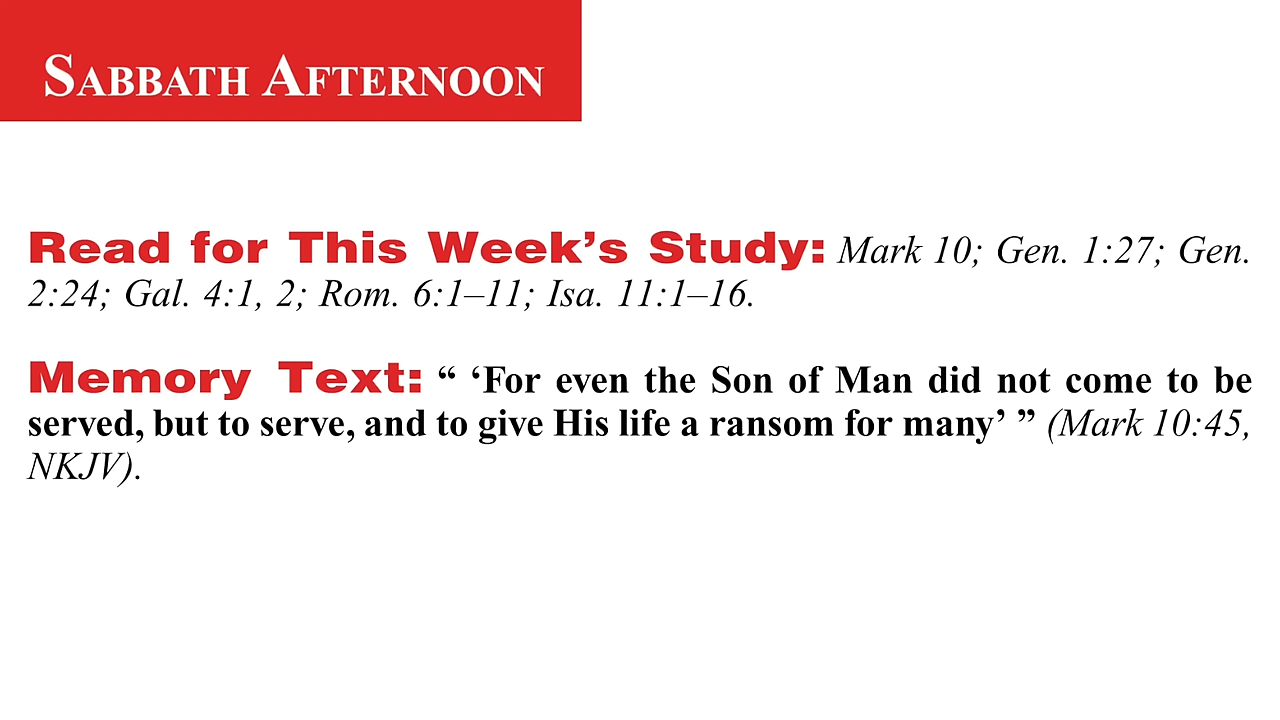 SABBATH AFTERNOON
Read for This Week’s Study: Mark 10; Gen. 1:27; Gen.
2:24; Gal. 4:1, 2; Rom. 6:1–11; Isa. 11:1–16.
Memory Text: “ ‘For even the Son of Man did not come to be
served, but to serve, and to give His life a ransom for many’ ” (Mark 10:45,
NKJV).